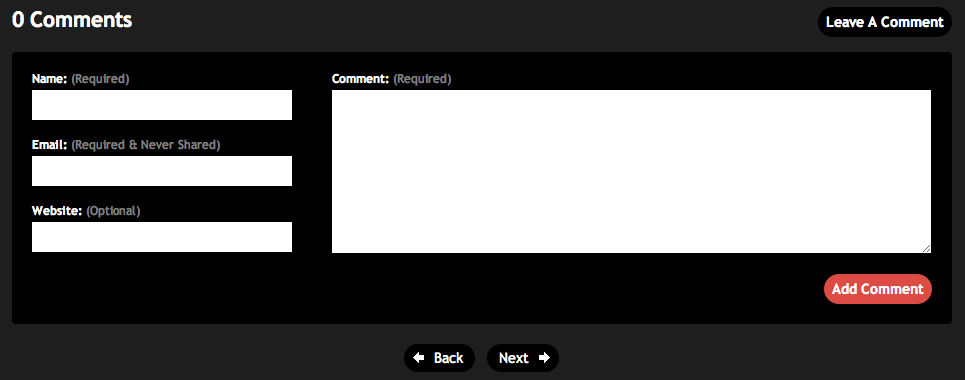 0 Comments
Leave A Comment
Name: (Required)
Comment: (Required)
Email: (Required & Never Shared)
Website: (Optional)
Add Comment
Back
Next